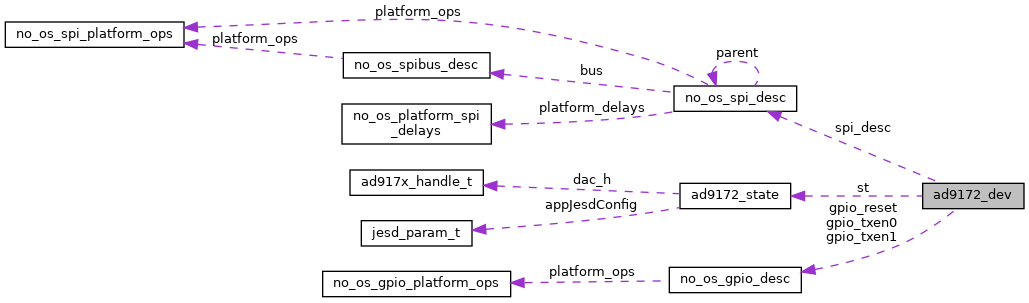 platform_ops
no_os_spi_platform_ops
platform_ops
parent
no_os_spibus_desc
bus
no_os_spi_desc
no_os_platform_spi
_delays
platform_delays
spi_desc
ad917x_handle_t
dac_h
ad9172_state
st
ad9172_dev
appJesdConfig
jesd_param_t
gpio_reset
gpio_txen0
gpio_txen1
no_os_gpio_platform_ops
platform_ops
no_os_gpio_desc